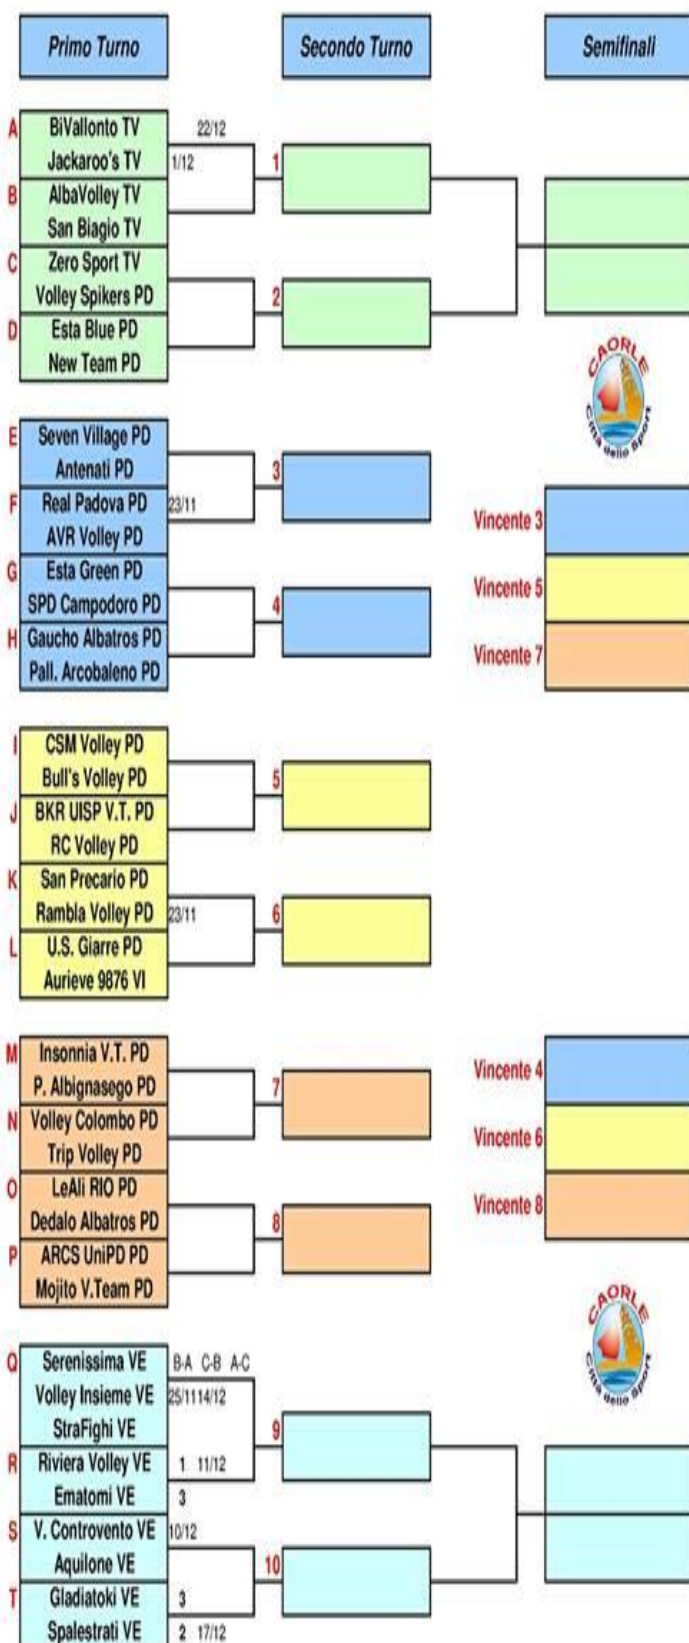 Primo Turno Secondo Turno Semifinali
A BiVallonto TV 22/12
Jackaroo's TV 1/12 1
B AlbaVolley TV
San Biagio TV
C Zero Sport TV
Volley Spikers PD 2
D Esta Blue PD
New Team PD
CAORLE
Città dello Sport
E Seven Village PD
Antenati PD 3
F Real Padova PD 23/11 Vincente 3
AVR Volley PD
G Esta Green PD Vincente 5
SPD Campodoro PD 4
H Gaucho Albatros PD Vincente 7
Pall. Arcobaleno PD
I CSM Volley PD
Bull's Volley PD 5
J BKR UISP V.T. PD
RC Volley PD
K San Precario PD
Rambla Volley PD 23/11 6
L U.S. Giarre PD
Aurieve 9876 VI
M Insonnia V.T. PD Vincente 4
P. Albignasego PD 7
N Volley Colombo PD Vincente 6
Trip Volley PD
O LeAli RIO PD Vincente 8
Dedalo Albatros PD 8
P ARCS UniPD PD
Mojito V.Team PD
CAORLE
Città dello Sport
Q Serenissima VE B-A C-B A-C
Volley Insieme VE 25/11 14/12
StraFighi VE 9
R Riviera Volley VE 1 11/12
Ematomi VE 3
S V. Controvento VE 10/12
Aquilone VE 10
T Gladiatoki VE 3
Spalestrati VE 2 17/12